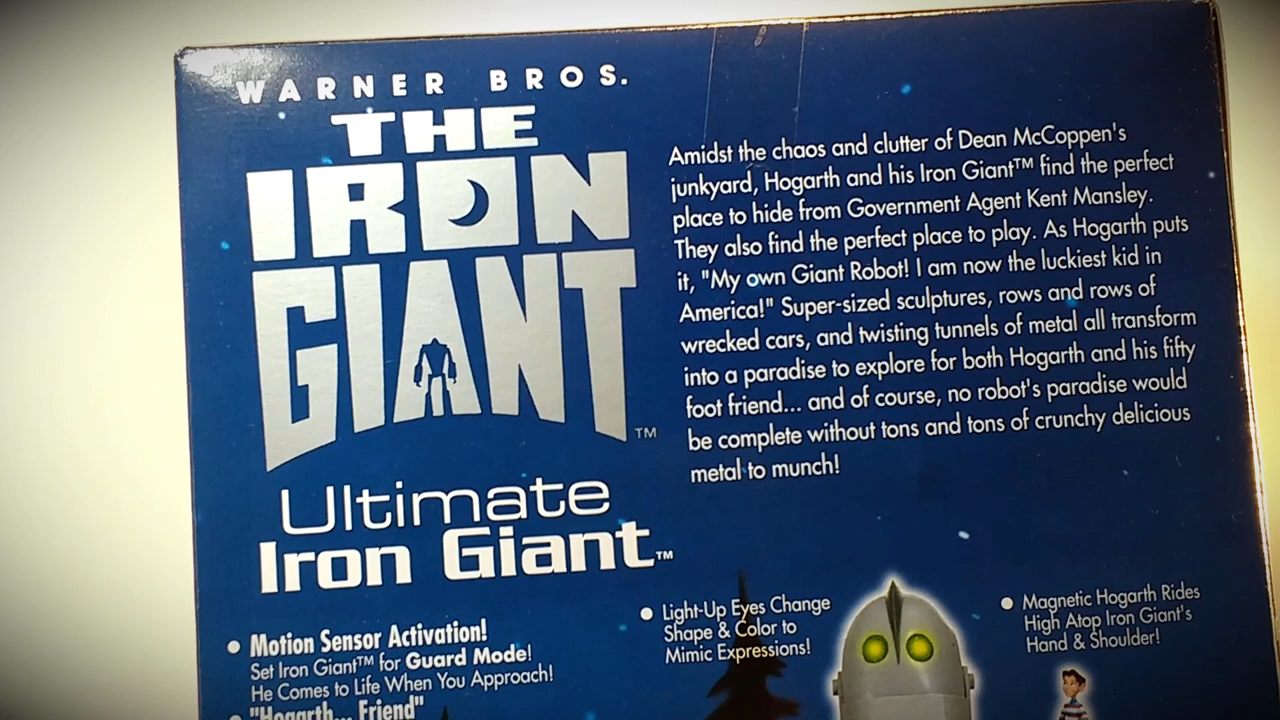 WARNER BROS.
THE
IRON
GIANT™
Ultimate
Iron Giant™
Amidst the chaos and clutter of Dean McCoppen's
junkyard, Hogarth and his Iron Giant™ find the perfect
place to hide from Government Agent Kent Mansley.
They also find the perfect place to play. As Hogarth puts
it, "My own Giant Robot! I am now the luckiest kid in
America!" Super-sized sculptures, rows and rows of
wrecked cars, and twisting tunnels of metal all transform
into a paradise to explore for both Hogarth and his fifty
foot friend... and of course, no robot's paradise would
be complete without tons and tons of crunchy delicious
metal to munch!
• Motion Sensor Activation!
Set Iron Giant™ for Guard Mode!
He Comes to Life When You Approach!
• "Hogarth... Friend"
• Light-Up Eyes Change
Shape & Color to
Mimic Expressions!
• Magnetic Hogarth Rides
High Atop Iron Giant's
Hand & Shoulder!